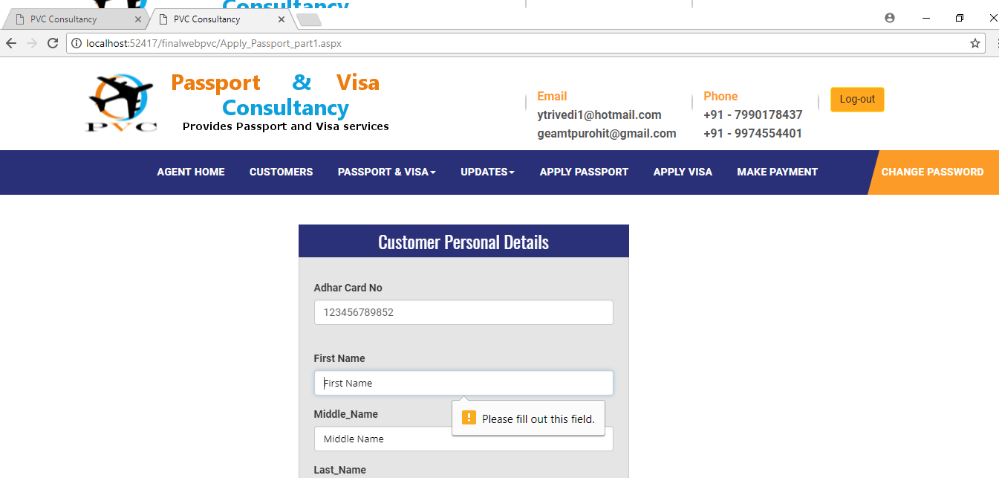 Consultancy
PVC Consultancy
PVC Consultancy
localhost:52417/finalwebpvc/Apply_Passport_part1.aspx
PVC
Passport & Visa
Consultancy
Provides Passport and Visa services
Email
ytrivedi1@hotmail.com
geamtpurohit@gmail.com
Phone
+91 - 7990178437
+91 - 9974554401
Log-out
AGENT HOME CUSTOMERS PASSPORT & VISA UPDATES APPLY PASSPORT APPLY VISA MAKE PAYMENT CHANGE PASSWORD
Customer Personal Details
Adhar Card No
123456789852
First Name
First Name
Please fill out this field.
Middle_Name
Middle Name
Last_Name